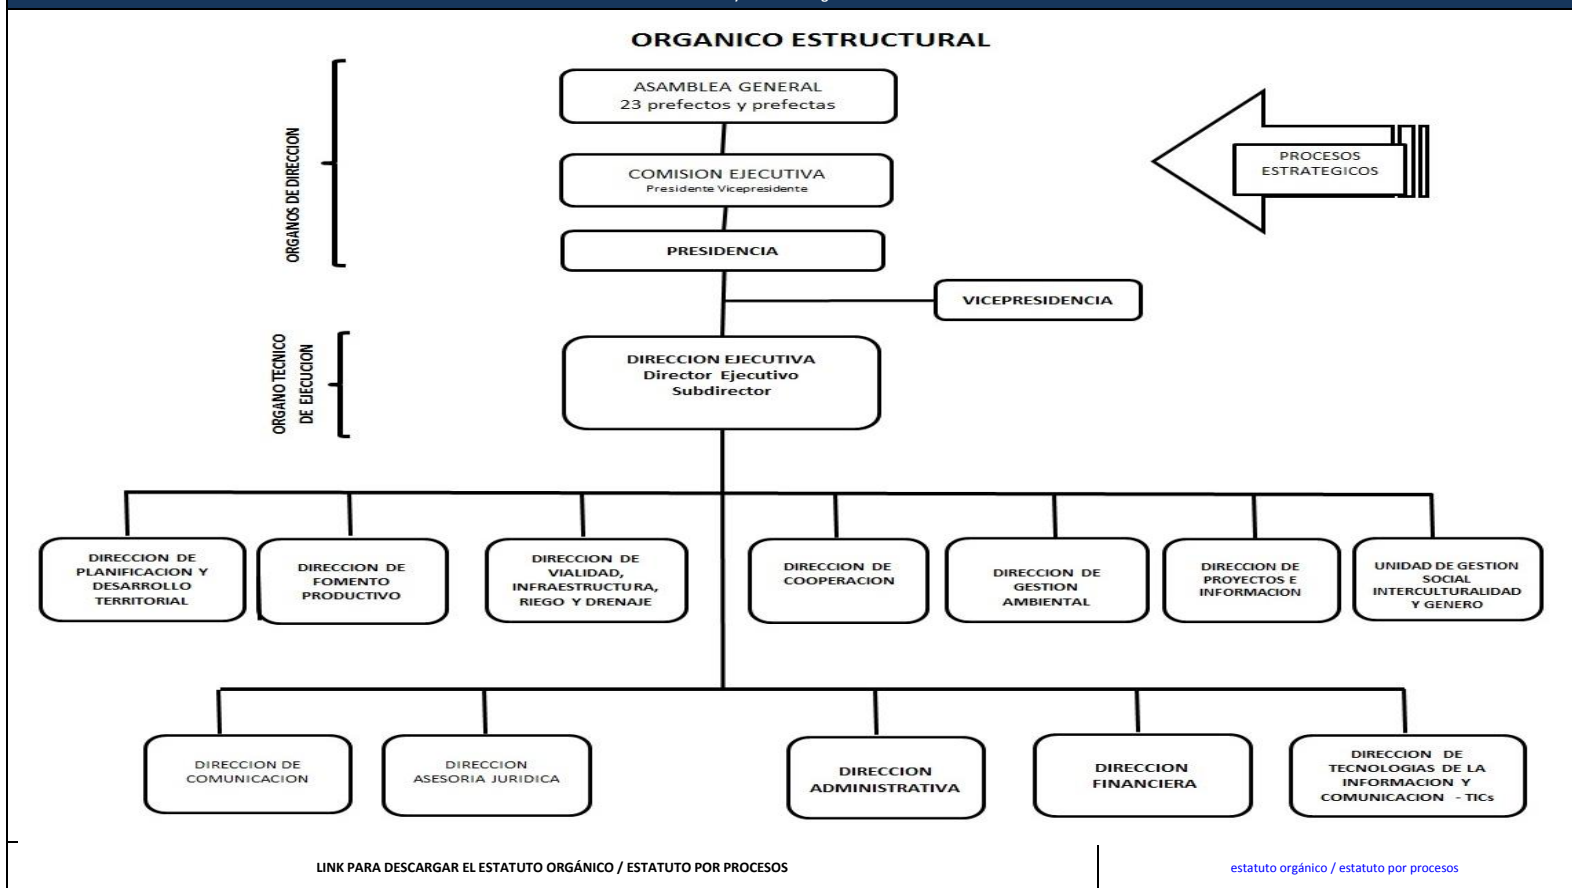 ORGANICO ESTRUCTURAL
ORGANOS DE DIRECCION
ASAMBLEA GENERAL
23 prefectos y prefectas
COMISION EJECUTIVA
Presidente Vicepresidente
PRESIDENCIA
PROCESOS
ESTRATEGICOS
VICEPRESIDENCIA
ORGANO TECNICO
DE EJECUCION
DIRECCION EJECUTIVA
Director Ejecutivo
Subdirector
DIRECCION DE
PLANIFICACION Y
DESARROLLO
TERRITORIAL
DIRECCION DE
FOMENTO
PRODUCTIVO
DIRECCION DE
VIALIDAD,
INFRAESTRUCTURA,
RIEGO Y DRENAJE
DIRECCION DE
COOPERACION
DIRECCION DE
GESTION
AMBIENTAL
DIRECCION DE
PROYECTOS E
INFORMACION
UNIDAD DE GESTION
SOCIAL
INTERCULTURALIDAD
Y GENERO
DIRECCION DE
COMUNICACION
DIRECCION
ASESORIA JURIDICA
DIRECCION
ADMINISTRATIVA
DIRECCION
FINANCIERA
DIRECCION DE
TECNOLOGIAS DE LA
INFORMACION Y
COMUNICACION - TICs
LINK PARA DESCARGAR EL ESTATUTO ORGÁNICO / ESTATUTO POR PROCESOS
estatuto orgánico / estatuto por procesos